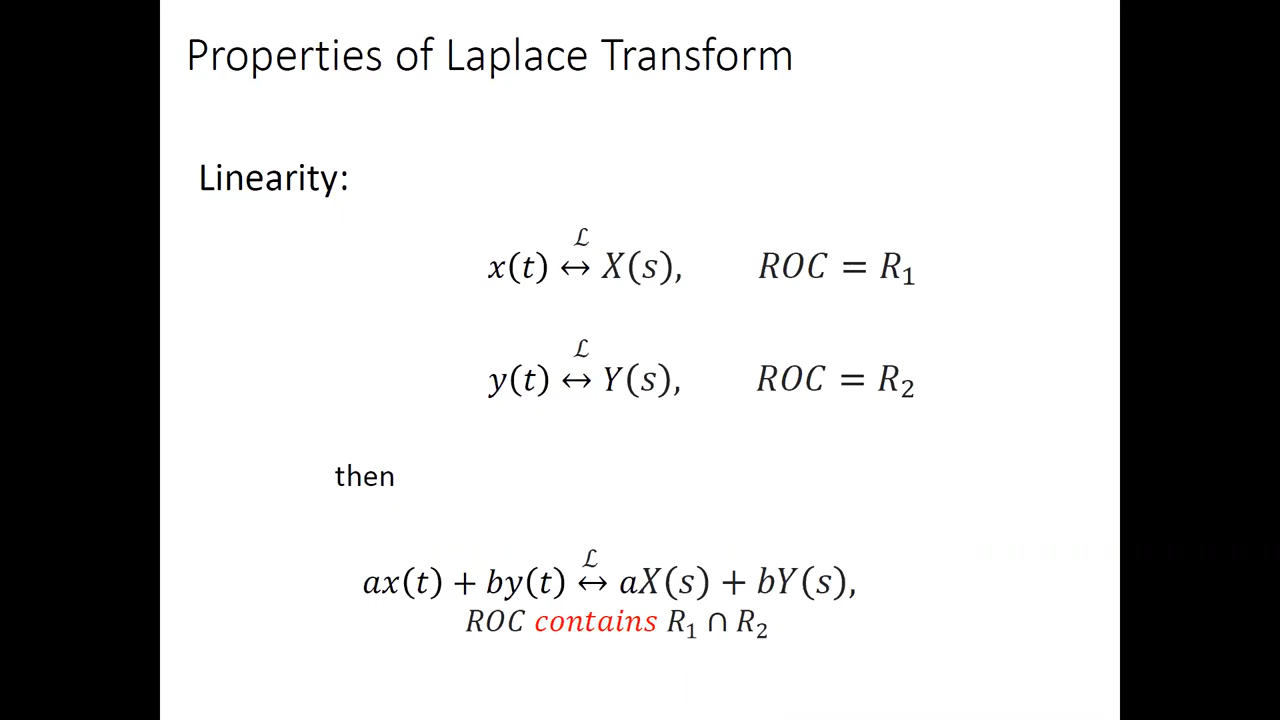 Properties of Laplace Transform
Linearity:
x(t) ℒ↔ X(s), ROC = R₁
y(t) ℒ↔ Y(s), ROC = R₂
then
ax(t) + by(t) ℒ↔ aX(s) + bY(s),
ROC contains R₁ ∩ R₂